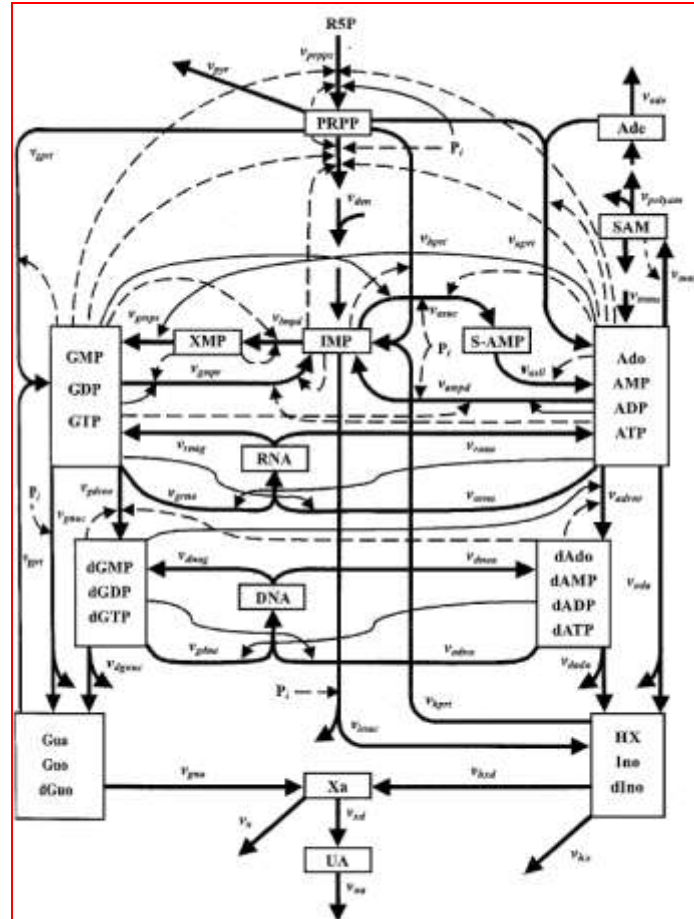 R5P
v_prpps
v_pyr
PRPP
P_i
v_ade
Ade
v_gprt
v_den
v_polyam
SAM
v_hprt
v_aprt
v_trans
v_gmps
v_impd
v_asuc
GMP
GDP
GTP
XMP
IMP
S-AMP
P_i
v_gmpr
v_asli
v_ampd
Ado
AMP
ADP
ATP
v_rnag
v_rnaa
RNA
P_i
v_gnuc
v_gdrnr
v_grna
v_arna
v_adrnr
v_gprt
v_dnag
v_dnaa
dGMP
dGDP
dGTP
DNA
dAdo
dAMP
dADP
dATP
v_ada
v_gdna
v_adna
v_dgnuc
v_dada
P_i
v_hprt
v_inuc
Gua
Guo
dGuo
HX
Ino
dIno
v_gua
v_hxd
Xa
v_x
v_xd
v_hx
UA
v_ua